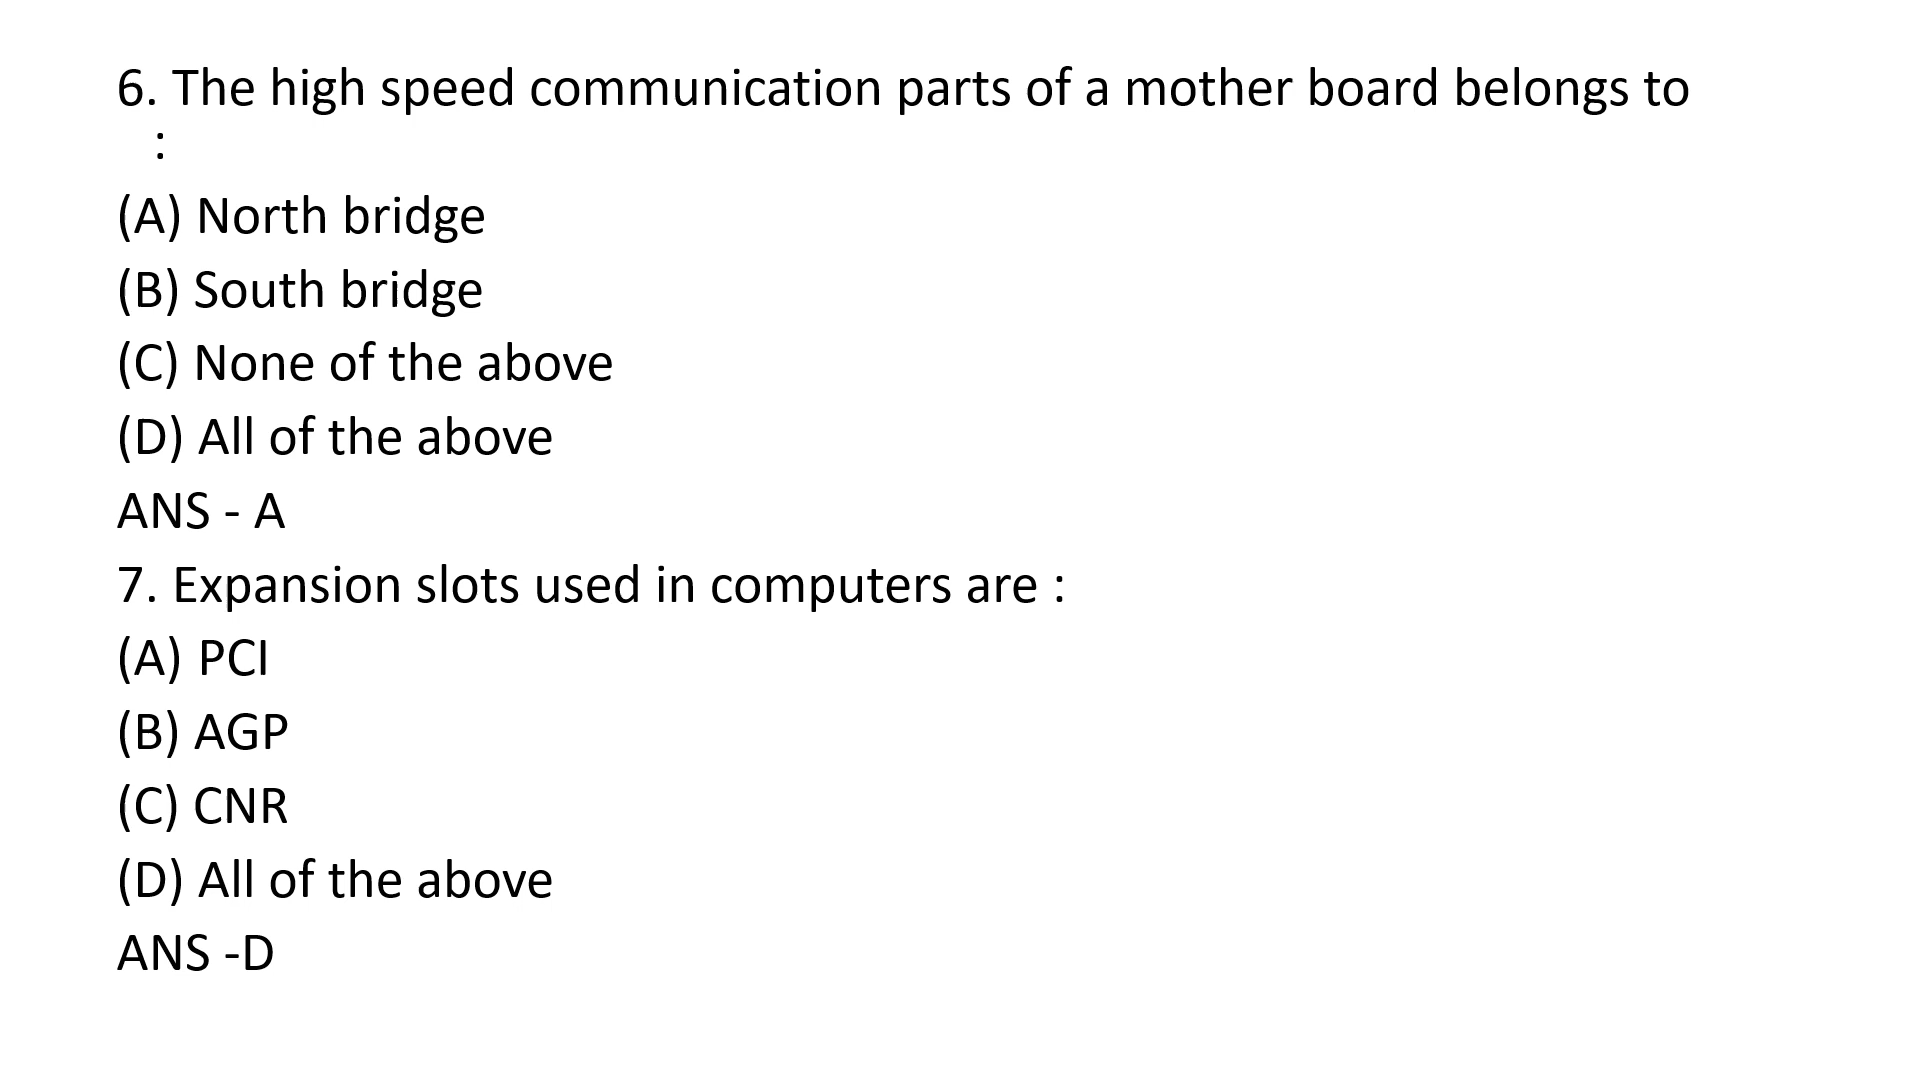 6. The high speed communication parts of a mother board belongs to
:
(A) North bridge
(B) South bridge
(C) None of the above
(D) All of the above
ANS - A
7. Expansion slots used in computers are :
(A) PCI
(B) AGP
(C) CNR
(D) All of the above
ANS -D